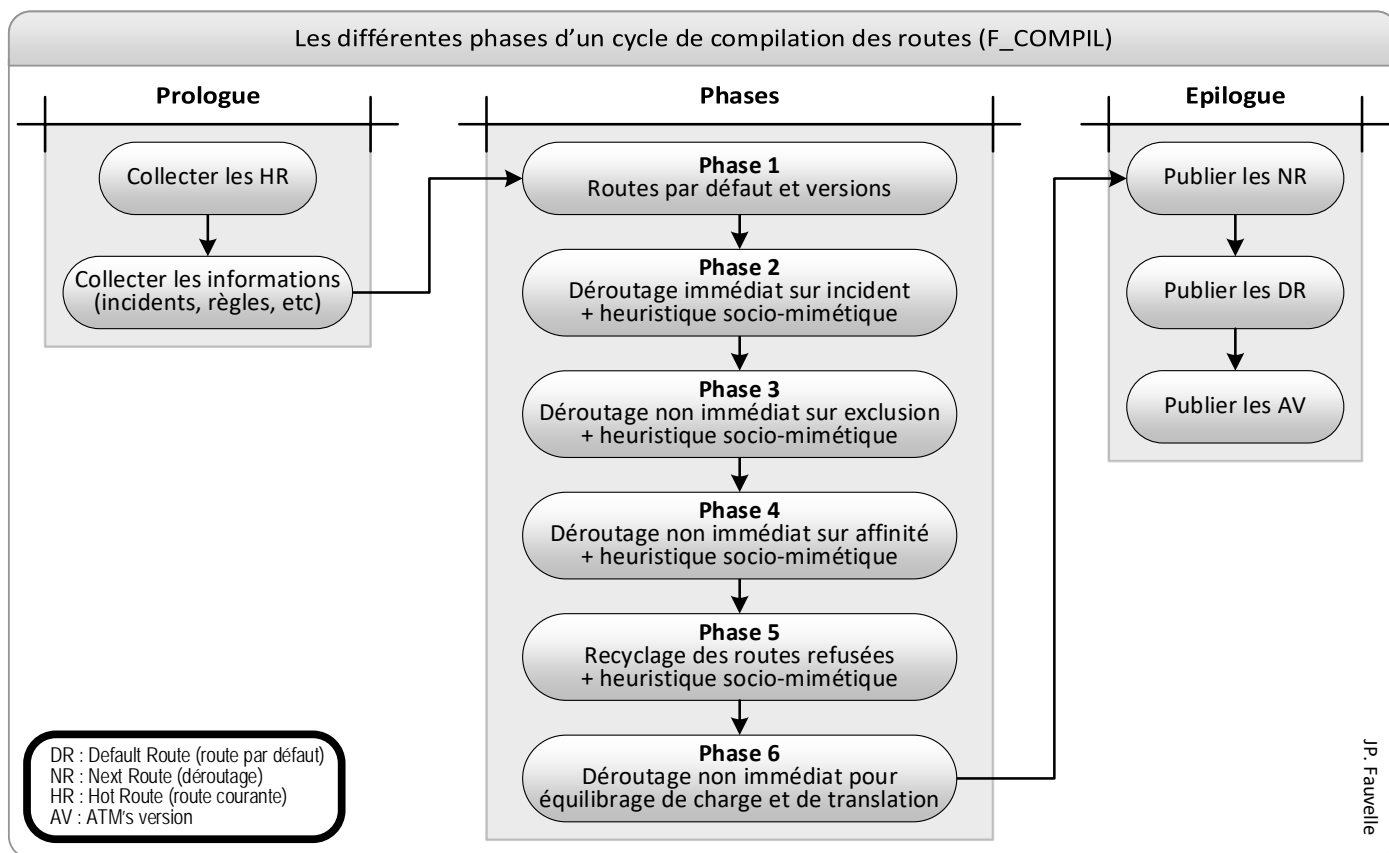 Les différentes phases d'un cycle de compilation des routes (F_COMPIL)
Prologue
Collecter les HR
Collecter les informations
(incidents, règles, etc)
Phases
Phase 1
Routes par défaut et versions
Phase 2
Déroutage immédiat sur incident
+ heuristique socio-mimétique
Phase 3
Déroutage non immédiat sur exclusion
+ heuristique socio-mimétique
Phase 4
Déroutage non immédiat sur affinité
+ heuristique socio-mimétique
Phase 5
Recyclage des routes refusées
+ heuristique socio-mimétique
Phase 6
Déroutage non immédiat pour
équilibrage de charge et de translation
Epilogue
Publier les NR
Publier les DR
Publier les AV
DR : Default Route (route par défaut)
NR : Next Route (déroutage)
HR : Hot Route (route courante)
AV : ATM's version
JP. Fauvelle